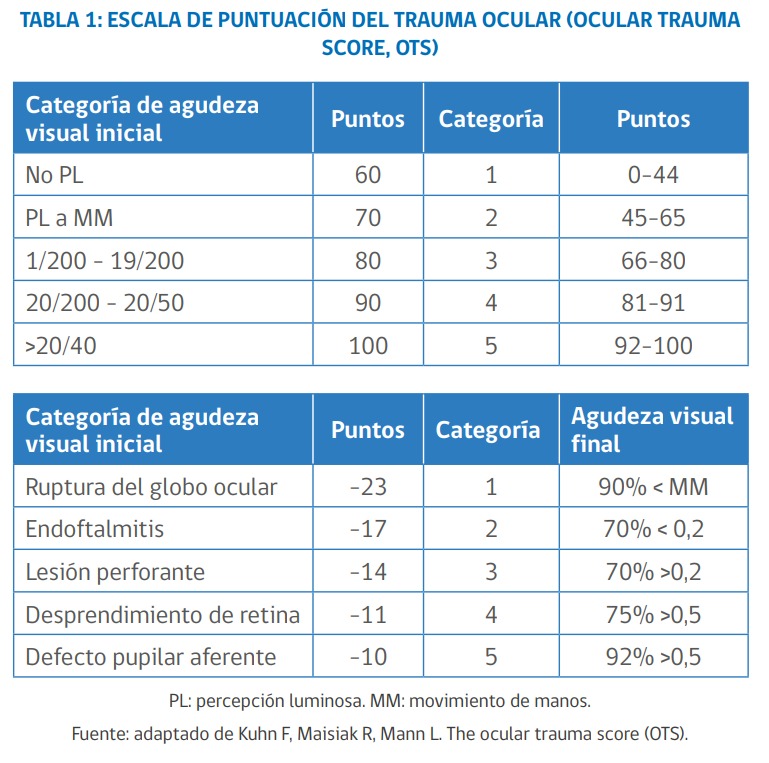 TABLA 1: ESCALA DE PUNTUACIÓN DEL TRAUMA OCULAR (OCULAR TRAUMA
SCORE, OTS)
Categoría de agudeza visual inicial Puntos Categoría Puntos
No PL 60 1 0-44
PL a MM 70 2 45-65
1/200 - 19/200 80 3 66-80
20/200 - 20/50 90 4 81-91
>20/40 100 5 92-100
Categoría de agudeza visual inicial Puntos Categoría Agudeza visual final
Ruptura del globo ocular -23 1 90% < MM
Endoftalmitis -17 2 70% < 0,2
Lesión perforante -14 3 70% >0,2
Desprendimiento de retina -11 4 75% >0,5
Defecto pupilar aferente -10 5 92% >0,5
PL: percepción luminosa. MM: movimiento de manos.
Fuente: adaptado de Kuhn F, Maisiak R, Mann L. The ocular trauma score (OTS).